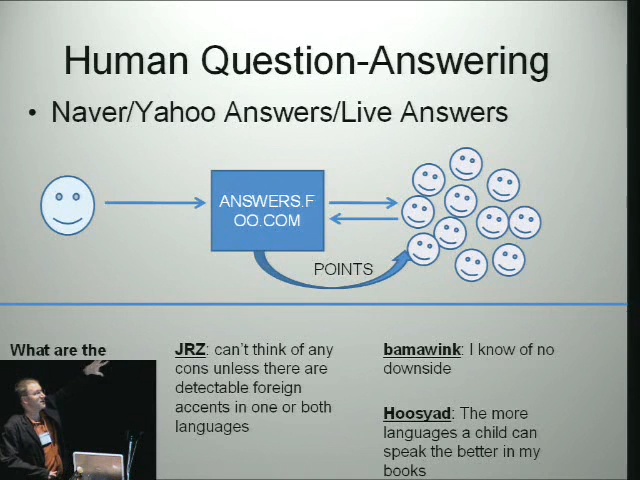 Human Question-Answering
• Naver/Yahoo Answers/Live Answers
ANSWERS.F
OO.COM
POINTS
What are the
JRZ: can't think of any
cons unless there are
detectable foreign
accents in one or both
languages
bamawink: I know of no
downside
Hoosyad: The more
languages a child can
speak the better in my
books